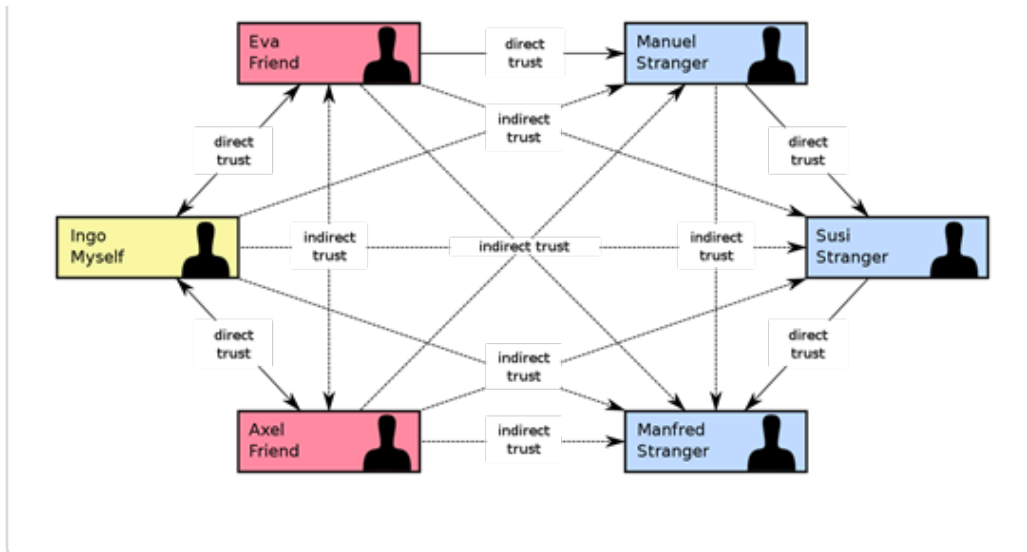 Eva
Friend
direct
trust
Manuel
Stranger
indirect
trust
direct
trust
direct
trust
Ingo
Myself
indirect
trust
indirect trust
indirect
trust
Susi
Stranger
direct
trust
indirect
trust
direct
trust
Axel
Friend
indirect
trust
Manfred
Stranger